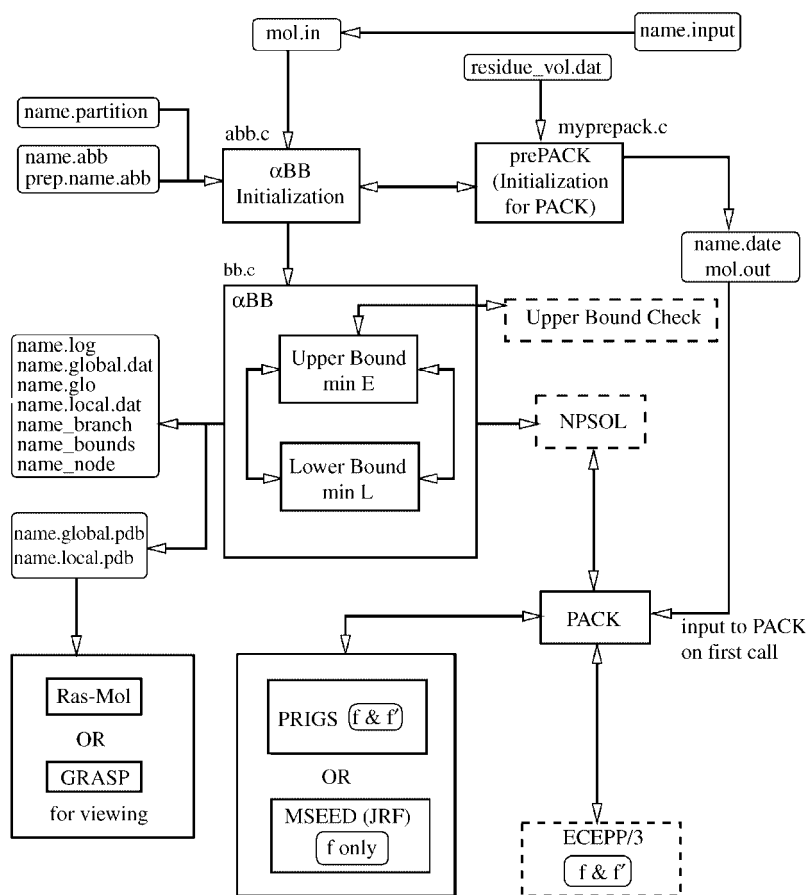 mol.in
name.input
residue_vol.dat
name.partition
abb.c
myprepack.c
name.abb
prep.name.abb
αBB
Initialization
prePACK
(Initialization
for PACK)
name.date
mol.out
bb.c
αBB
Upper Bound Check
name.log
name.global.dat
name.glo
name.local.dat
name_branch
name_bounds
name_node
Upper Bound
min E
NPSOL
Lower Bound
min L
name.global.pdb
name.local.pdb
PACK
input to PACK
on first call
Ras-Mol
OR
GRASP
for viewing
PRIGS f & f′
OR
MSEED (JRF)
f only
ECEPP/3
f & f′